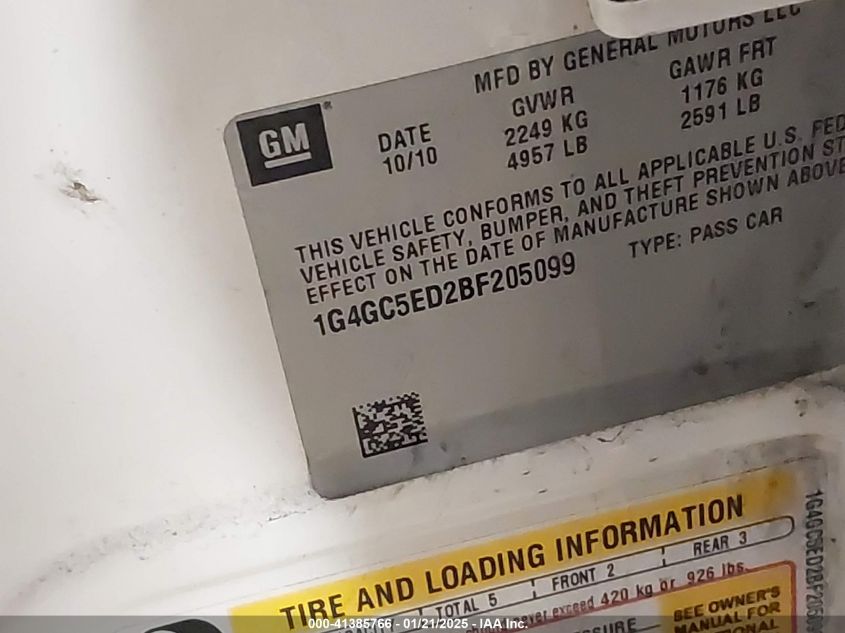 MFD BY GENERAL MOTORS LLC
GM
DATE
10/10
GVWR
2249 KG
4957 LB
GAWR FRT
1176 KG
2591 LB
THIS VEHICLE CONFORMS TO ALL APPLICABLE U.S. FED
VEHICLE SAFETY, BUMPER, AND THEFT PREVENTION ST
EFFECT ON THE DATE OF MANUFACTURE SHOWN ABOVE
1G4GC5ED2BF205099
TYPE: PASS CAR
TIRE AND LOADING INFORMATION
TOTAL 5
FRONT 2
REAR 3
exceed 420 kg or 926 lbs.
SEE OWNER'S
MANUAL FOR
1G4GC5ED2BF20509
000-41385766 - 01/21/2025 - IAA Inc.